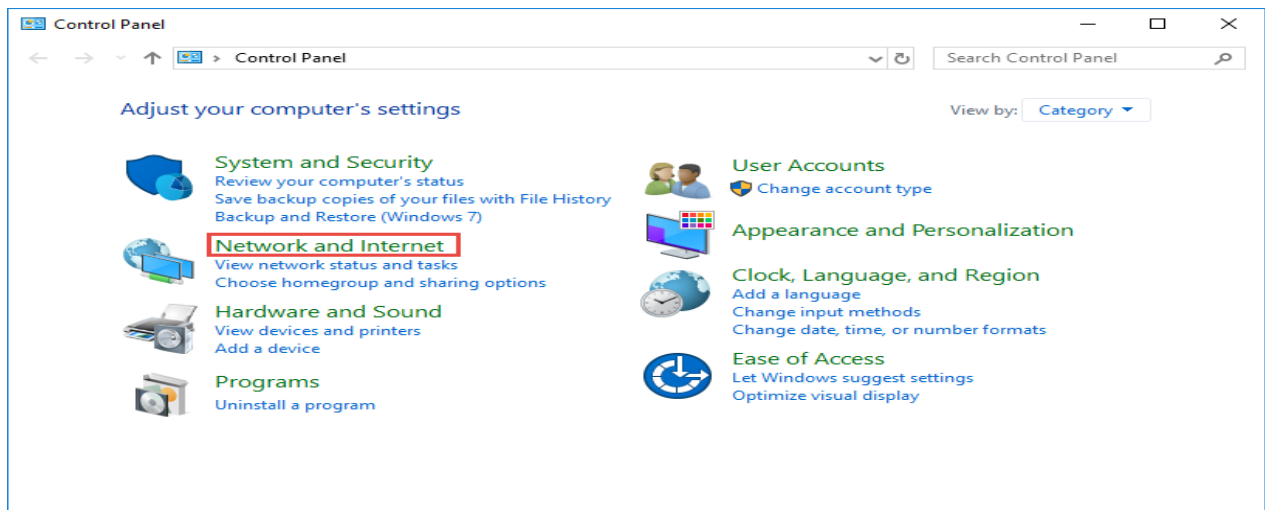 Control Panel
Control Panel
Search Control Panel
Adjust your computer's settings
View by: Category
System and Security
Review your computer's status
Save backup copies of your files with File History
Backup and Restore (Windows 7)
Network and Internet
View network status and tasks
Choose homegroup and sharing options
Hardware and Sound
View devices and printers
Add a device
Programs
Uninstall a program
User Accounts
Change account type
Appearance and Personalization
Clock, Language, and Region
Add a language
Change input methods
Change date, time, or number formats
Ease of Access
Let Windows suggest settings
Optimize visual display